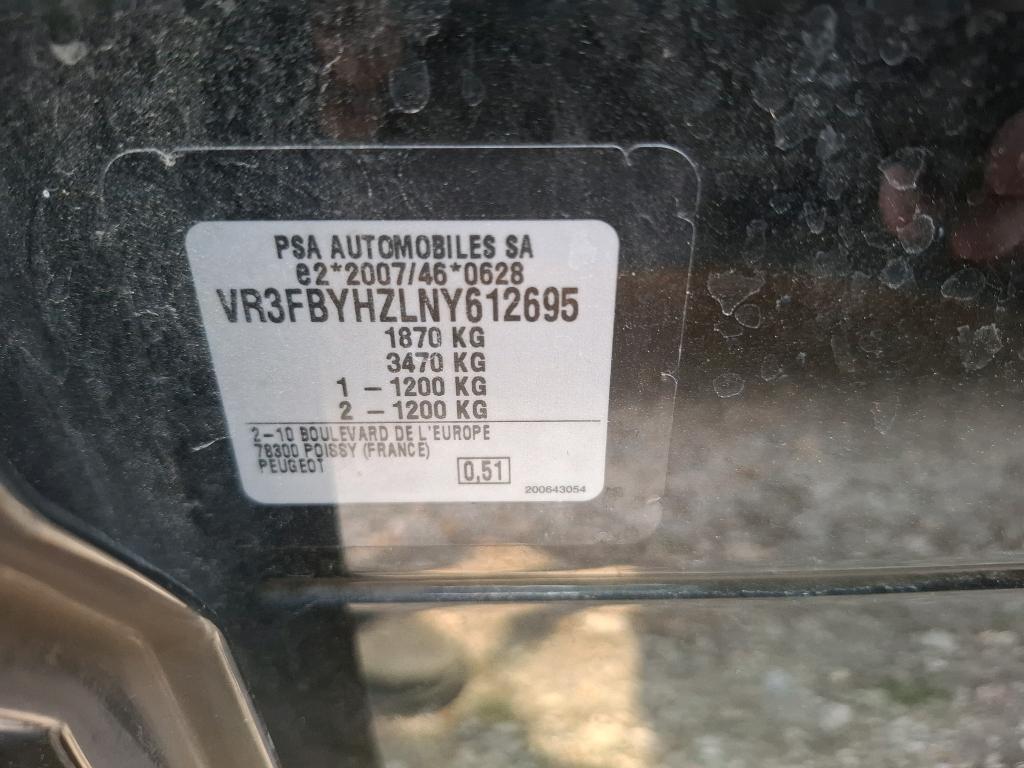 PSA AUTOMOBILES SA
e2*2007/46*0628
VR3FBYHZLNY612695
1870 KG
3470 KG
1 – 1200 KG
2 – 1200 KG
2–10 BOULEVARD DE L'EUROPE
78300 POISSY (FRANCE)
PEUGEOT
0,51
200643054